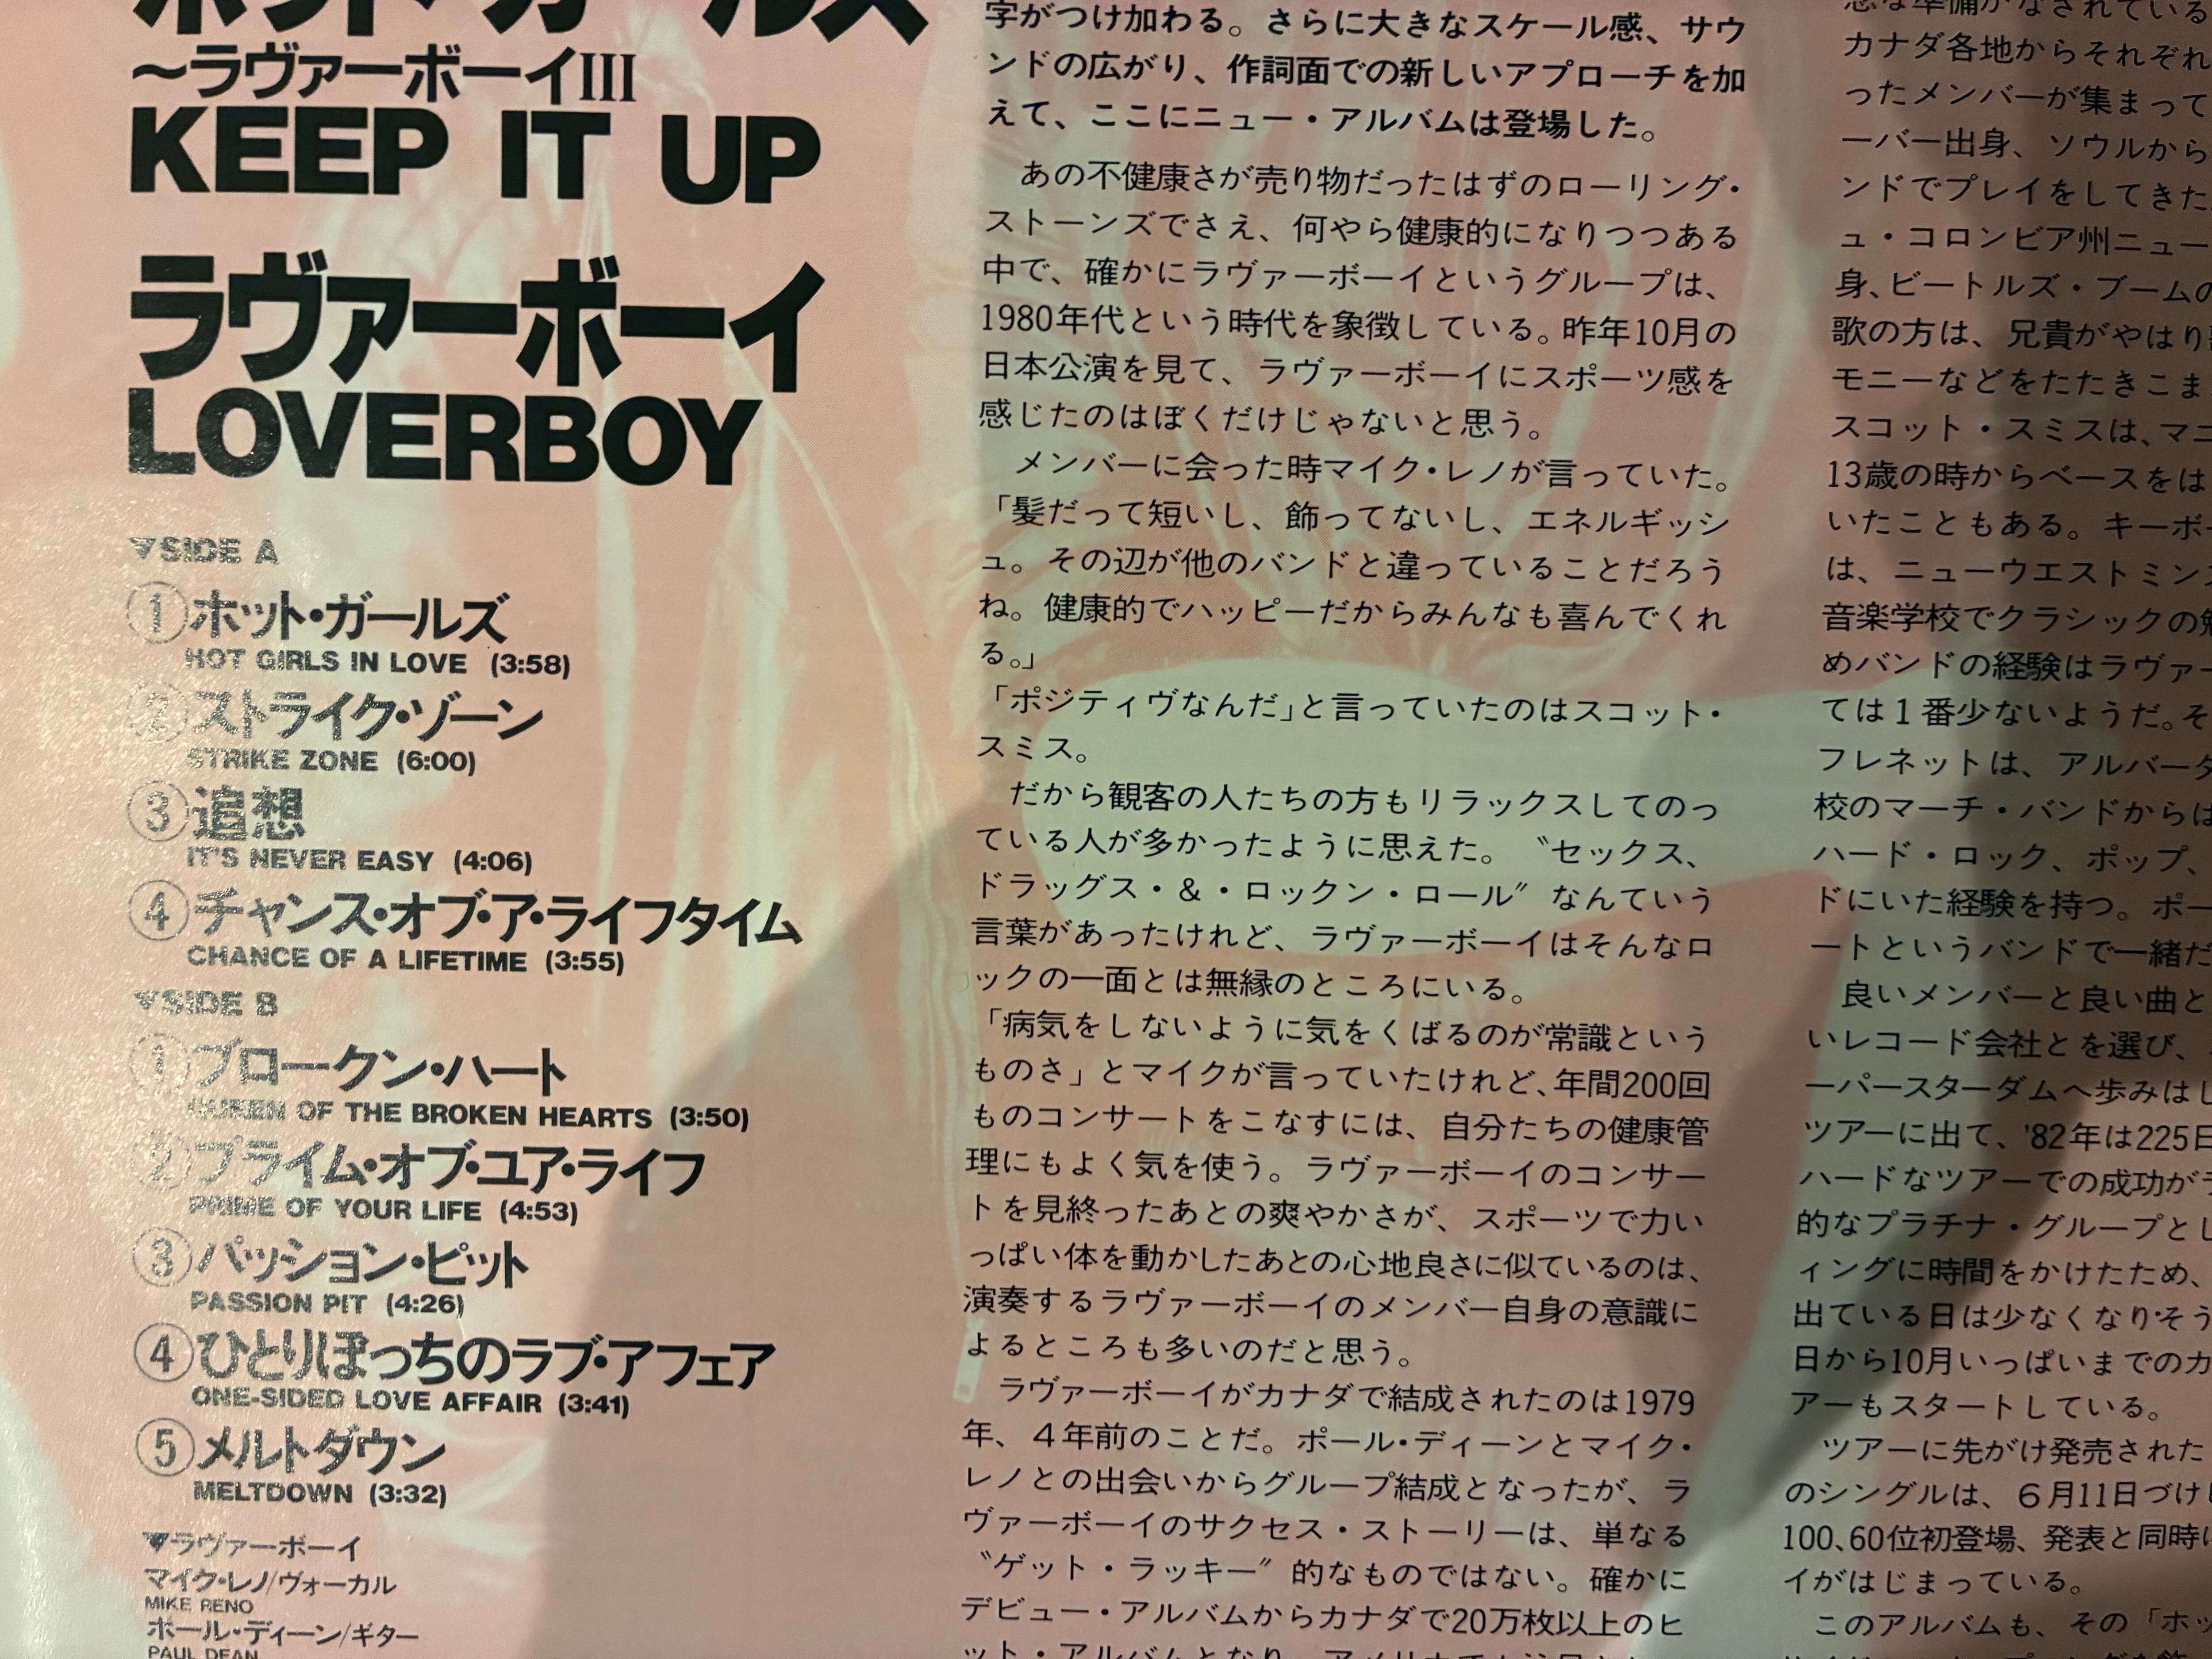 ホット・ガールズ
〜ラヴァーボーイIII
KEEP IT UP
ラヴァーボーイ
LOVERBOY
▼SIDE A
①ホット・ガールズ
HOT GIRLS IN LOVE (3:58)
②ストライク・ゾーン
STRIKE ZONE (6:00)
③追想
IT'S NEVER EASY (4:06)
④チャンス・オブ・ア・ライフタイム
CHANCE OF A LIFETIME (3:55)
▼SIDE B
①ブロークン・ハート
QUEEN OF THE BROKEN HEARTS (3:50)
②プライム・オブ・ユア・ライフ
PRIME OF YOUR LIFE (4:53)
③パッション・ピット
PASSION PIT (4:26)
④ひとりぼっちのラブ・アフェア
ONE-SIDED LOVE AFFAIR (3:41)
⑤メルトダウン
MELTDOWN (3:32)
▼ラヴァーボーイ
マイク・レノ/ヴォーカル
MIKE RENO
ポール・ディーン/ギター
PAUL DEAN
字がつけ加わる。さらに大きなスケール感、サウ
ンドの広がり、作詞面での新しいアプローチを加
えて、ここにニュー・アルバムは登場した。
あの不健康さが売り物だったはずのローリング・
ストーンズでさえ、何やら健康的になりつつある
中で、確かにラヴァーボーイというグループは、
1980年代という時代を象徴している。昨年10月の
日本公演を見て、ラヴァーボーイにスポーツ感を
感じたのはぼくだけじゃないと思う。
メンバーに会った時マイク・レノが言っていた。
「髪だって短いし、飾ってないし、エネルギッシ
ュ。その辺が他のバンドと違っていることだろう
ね。健康的でハッピーだからみんなも喜んでくれ
る。」
「ポジティヴなんだ」と言っていたのはスコット・
スミス。
だから観客の人たちの方もリラックスしてのっ
ている人が多かったように思えた。〝セックス、
ドラッグス・&・ロックン・ロール〞なんていう
言葉があったけれど、ラヴァーボーイはそんなロ
ックの一面とは無縁のところにいる。
「病気をしないように気をくばるのが常識という
ものさ」とマイクが言っていたけれど、年間200回
ものコンサートをこなすには、自分たちの健康管
理にもよく気を使う。ラヴァーボーイのコンサー
トを見終ったあとの爽やかさが、スポーツで力い
っぱい体を動かしたあとの心地良さに似ているのは、
演奏するラヴァーボーイのメンバー自身の意識に
よるところも多いのだと思う。
ラヴァーボーイがカナダで結成されたのは1979
年、4年前のことだ。ポール・ディーンとマイク・
レノとの出会いからグループ結成となったが、ラ
ヴァーボーイのサクセス・ストーリーは、単なる
〝ゲット・ラッキー〞的なものではない。確かに
デビュー・アルバムからカナダで20万枚以上のヒ
ット・アルバムとなり、アメリカでも
な準備がなされている
カナダ各地からそれぞれ
ったメンバーが集まって
ーバー出身、ソウルから
ンドでプレイをしてきた
ュ・コロンビア州ニュー
身、ビートルズ・ブームの
歌の方は、兄貴がやはり
モニーなどをたたきこま
スコット・スミスは、マニ
13歳の時からベースをは
いたこともある。キーボ
は、ニューウエストミン
音楽学校でクラシックの
めバンドの経験はラヴァー
ては1番少ないようだ。そ
フレネットは、アルバータ
校のマーチ・バンドからは
ハード・ロック、ポップ、
ドにいた経験を持つ。ポー
ートというバンドで一緒だ
良いメンバーと良い曲と
いレコード会社とを選び、
ーパースターダムへ歩みはじ
ツアーに出て、'82年は225日
ハードなツアーでの成功が
的なプラチナ・グループとし
ィングに時間をかけたため、
出ている日は少なくなりそう
日から10月いっぱいまでのカ
アーもスタートしている。
ツアーに先がけ発売された
のシングルは、6月11日づけ
100、60位初登場、発表と同時に
イがはじまっている。
このアルバムも、その「ホッ